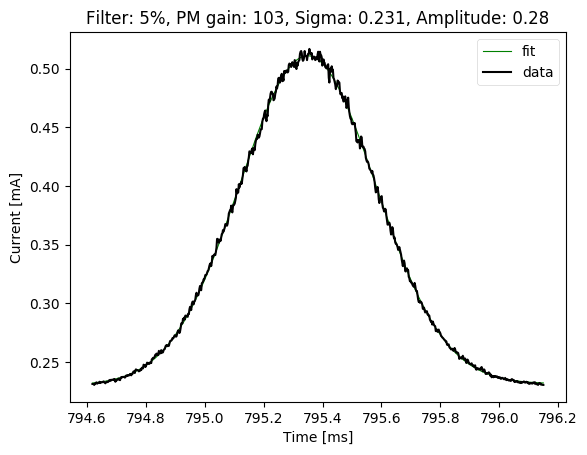 Filter: 5%, PM gain: 103, Sigma: 0.231, Amplitude: 0.28
fit
data
0.50
0.45
0.40
0.35
0.30
0.25
Current [mA]
794.6 794.8 795.0 795.2 795.4 795.6 795.8 796.0 796.2
Time [ms]